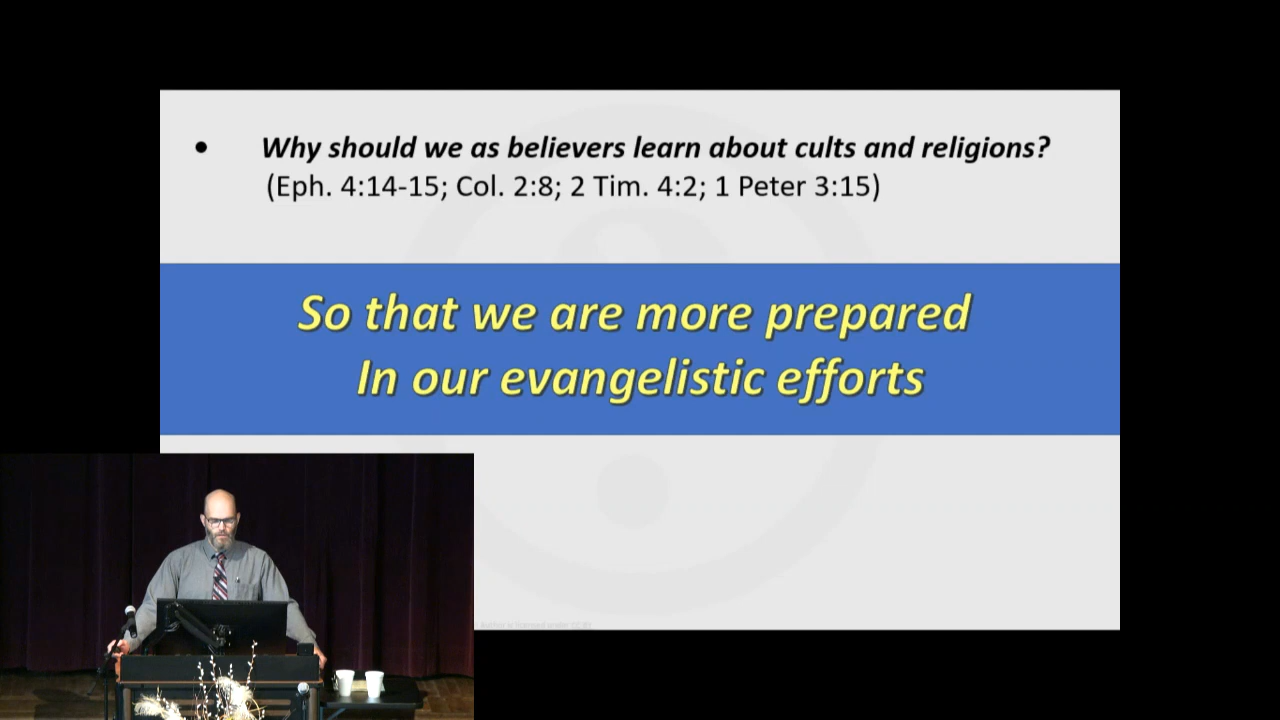 • Why should we as believers learn about cults and religions?
(Eph. 4:14-15; Col. 2:8; 2 Tim. 4:2; 1 Peter 3:15)
So that we are more prepared
In our evangelistic efforts